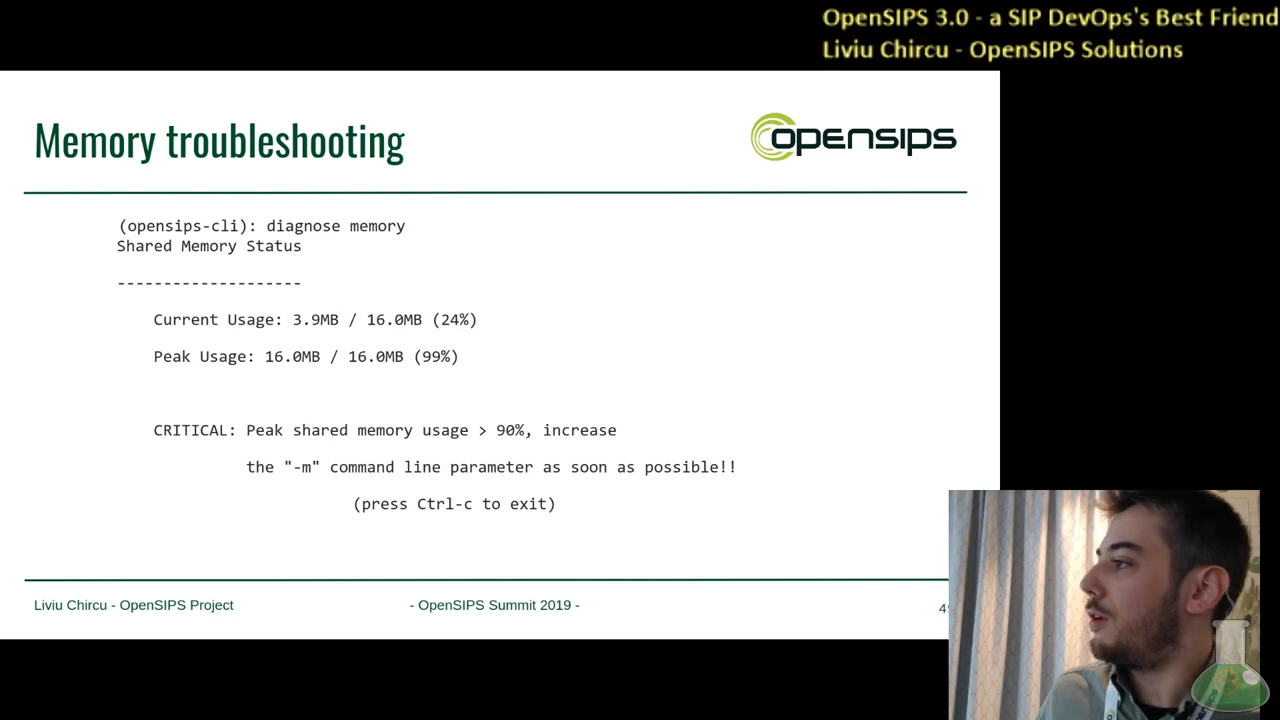 OpenSIPS 3.0 - a SIP DevOps's Best Friend
Liviu Chircu - OpenSIPS Solutions
Memory troubleshooting
opensips
(opensips-cli): diagnose memory
Shared Memory Status
--------------------
Current Usage: 3.9MB / 16.0MB (24%)
Peak Usage: 16.0MB / 16.0MB (99%)
CRITICAL: Peak shared memory usage > 90%, increase
the "-m" command line parameter as soon as possible!!
(press Ctrl-c to exit)
Liviu Chircu - OpenSIPS Project
- OpenSIPS Summit 2019 -